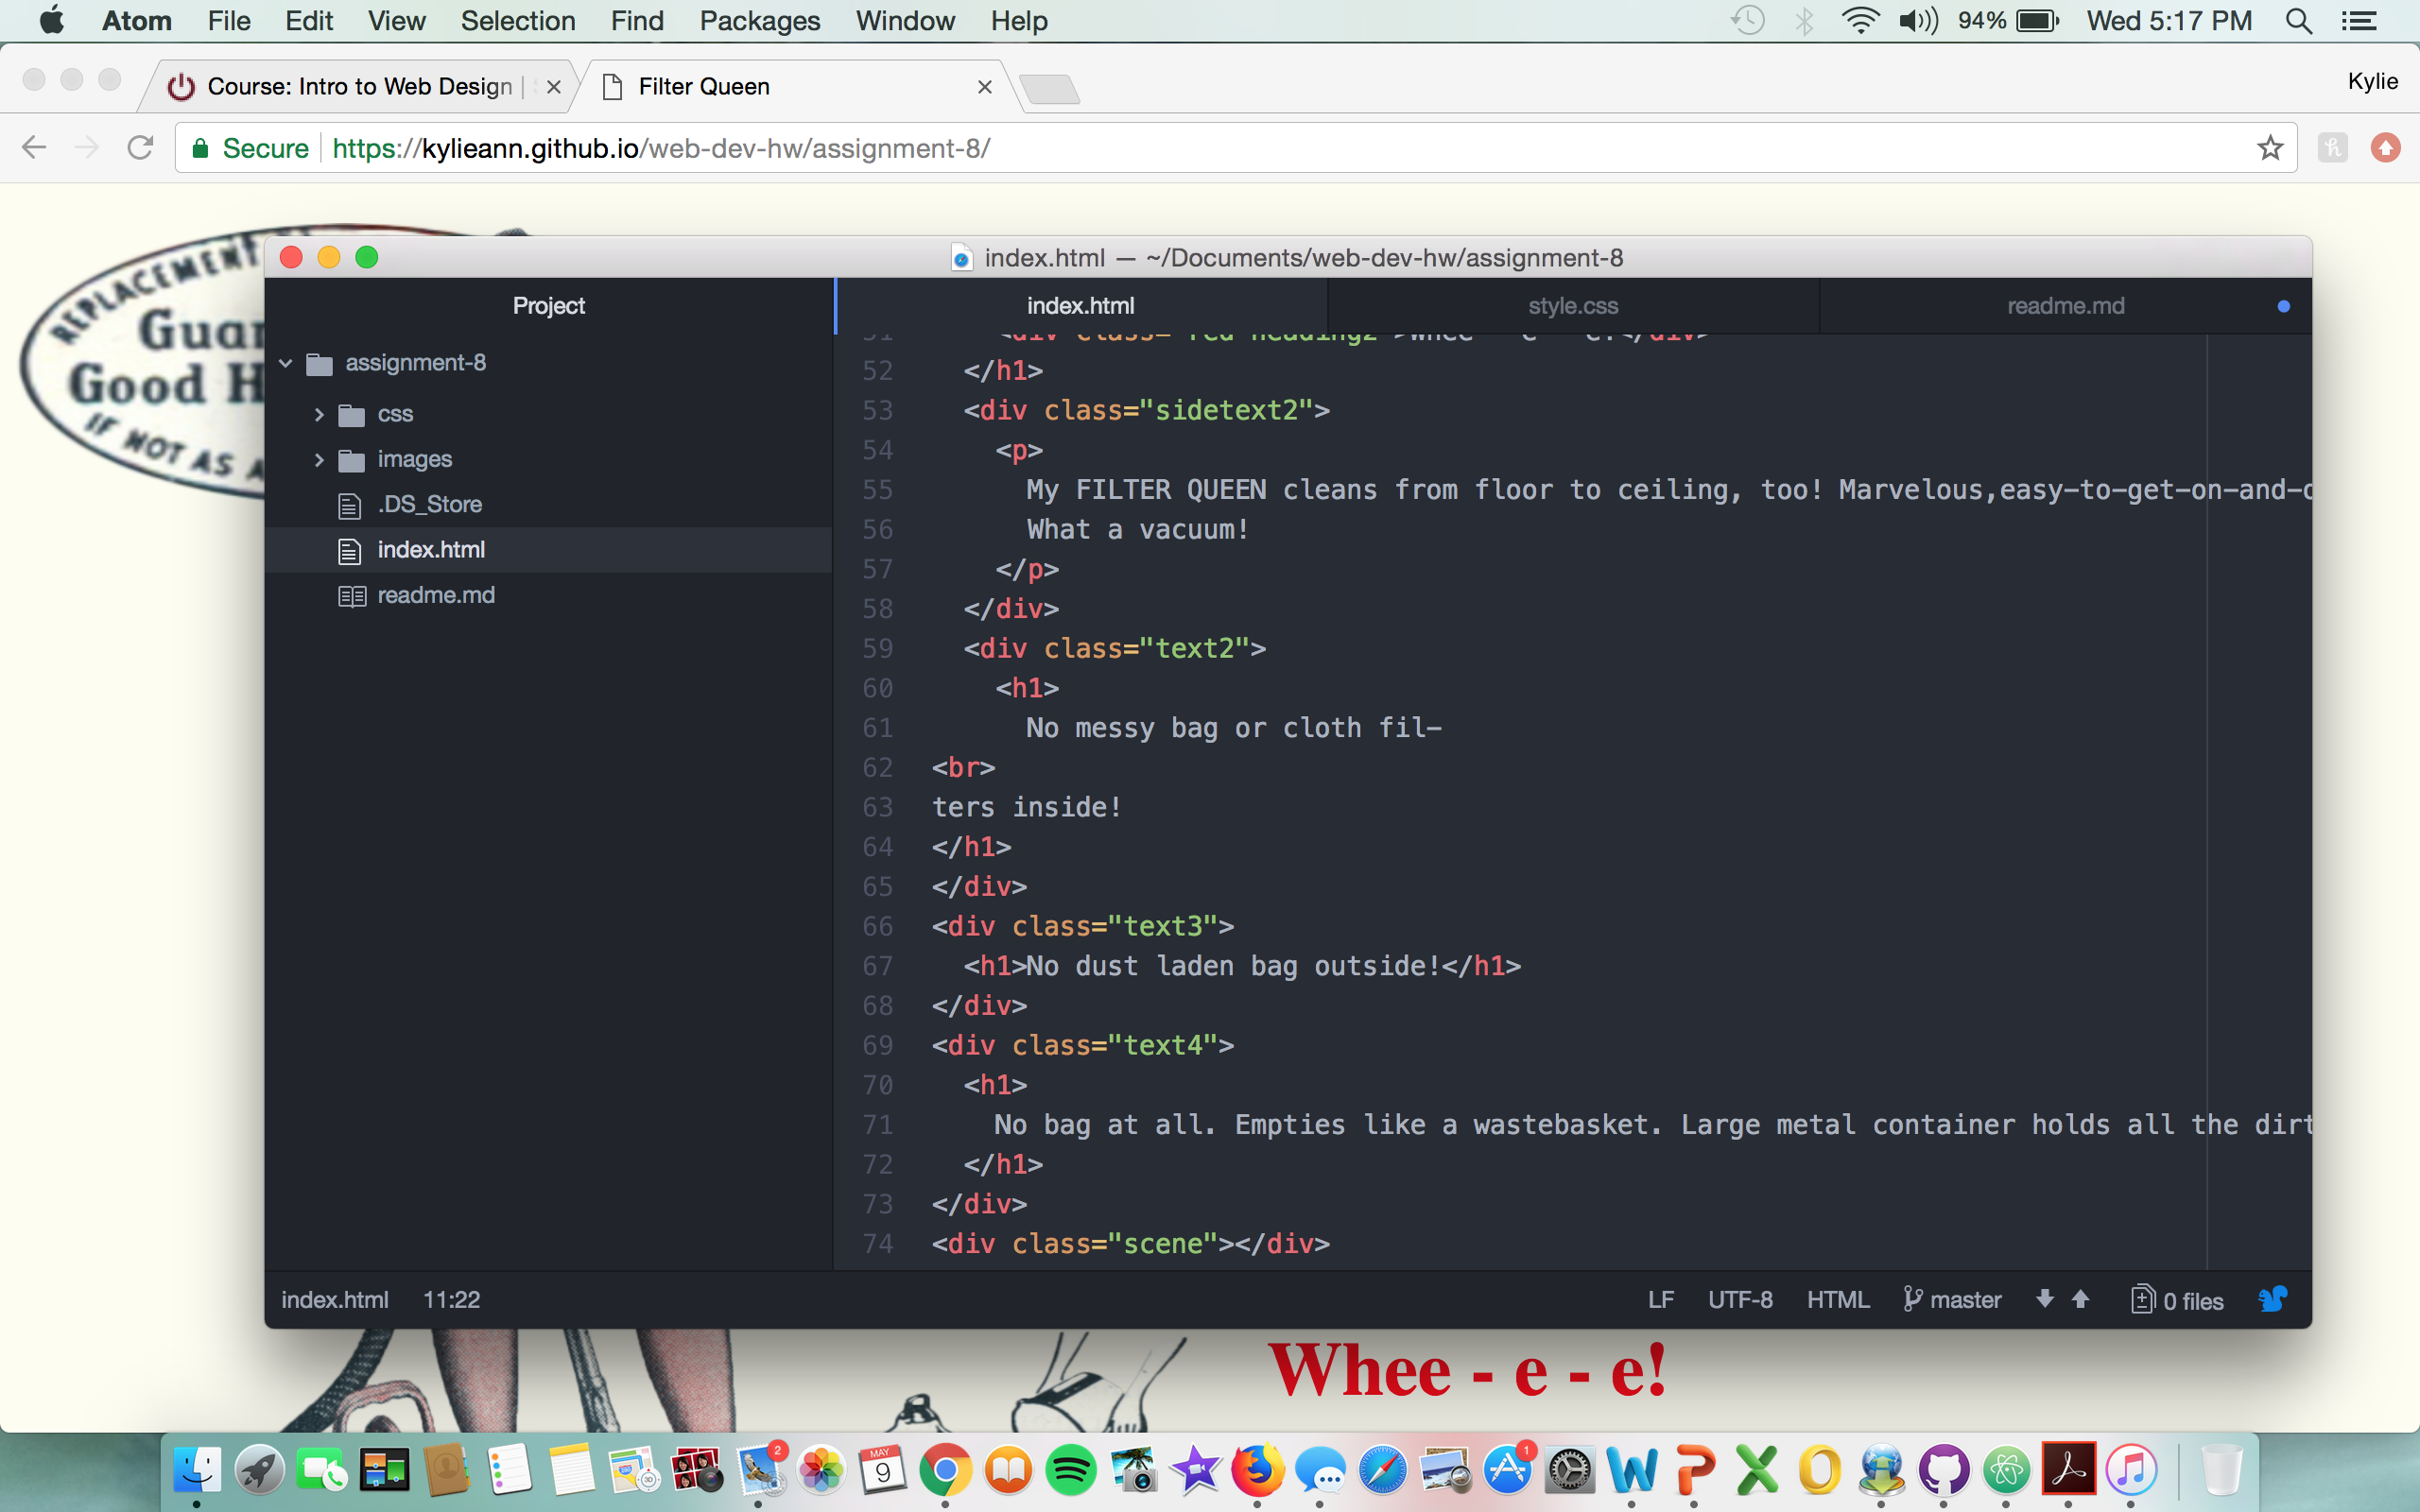 Atom File Edit View Selection Find Packages Window Help 94% Wed 5:17 PM
Course: Intro to Web Design | Filter Queen Kylie
Secure https://kylieann.github.io/web-dev-hw/assignment-8/
REPLACEMENT
Guar
Good H
IF NOT AS A
index.html — ~/Documents/web-dev-hw/assignment-8
Project
assignment-8
css
images
.DS_Store
index.html
readme.md
index.html style.css readme.md
52 </h1>
53 <div class="sidetext2">
54 <p>
55 My FILTER QUEEN cleans from floor to ceiling, too! Marvelous,easy-to-get-on-and-o
56 What a vacuum!
57 </p>
58 </div>
59 <div class="text2">
60 <h1>
61 No messy bag or cloth fil-
62 <br>
63 ters inside!
64 </h1>
65 </div>
66 <div class="text3">
67 <h1>No dust laden bag outside!</h1>
68 </div>
69 <div class="text4">
70 <h1>
71 No bag at all. Empties like a wastebasket. Large metal container holds all the dirt
72 </h1>
73 </div>
74 <div class="scene"></div>
index.html 11:22 LF UTF-8 HTML master 0 files
Whee - e - e!
2
MAY
9
1